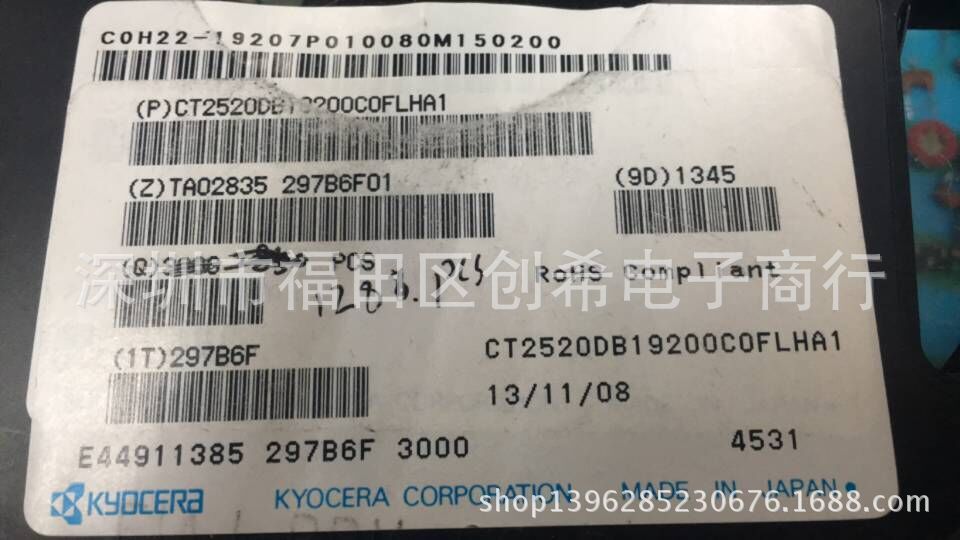 COH22-19207P010080M150200
(P)CT2520DB19200C0FLHA1
(Z)TA02835 297B6F01
(9D)1345
(Q) PCS
PCS
RoHS Compliant
深圳市福田区创希电子商行
(1T)297B6F
CT2520DB19200C0FLHA1
13/11/08
E44911385 297B6F 3000
4531
KYOCERA
KYOCERA CORPORATION MADE IN JAPAN
shop1396285230676.1688.com